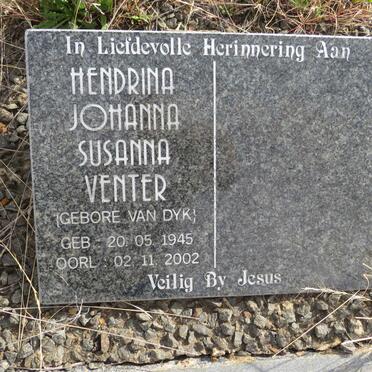 In Liefdevolle Herinnering Aan
HENDRINA
JOHANNA
SUSANNA
VENTER
(GEBORE VAN DYK)
GEB 20. 05. 1945
OORL 02. 11. 2002
Veilig By Jesus